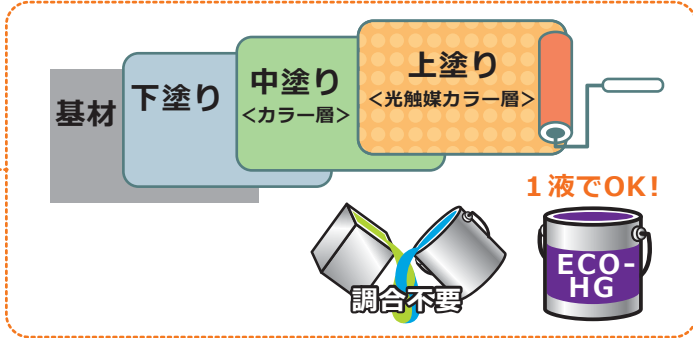 基材
下塗り
中塗り
<カラー層>
上塗り
<光触媒カラー層>
1液でOK!
調合不要
ECO-
HG